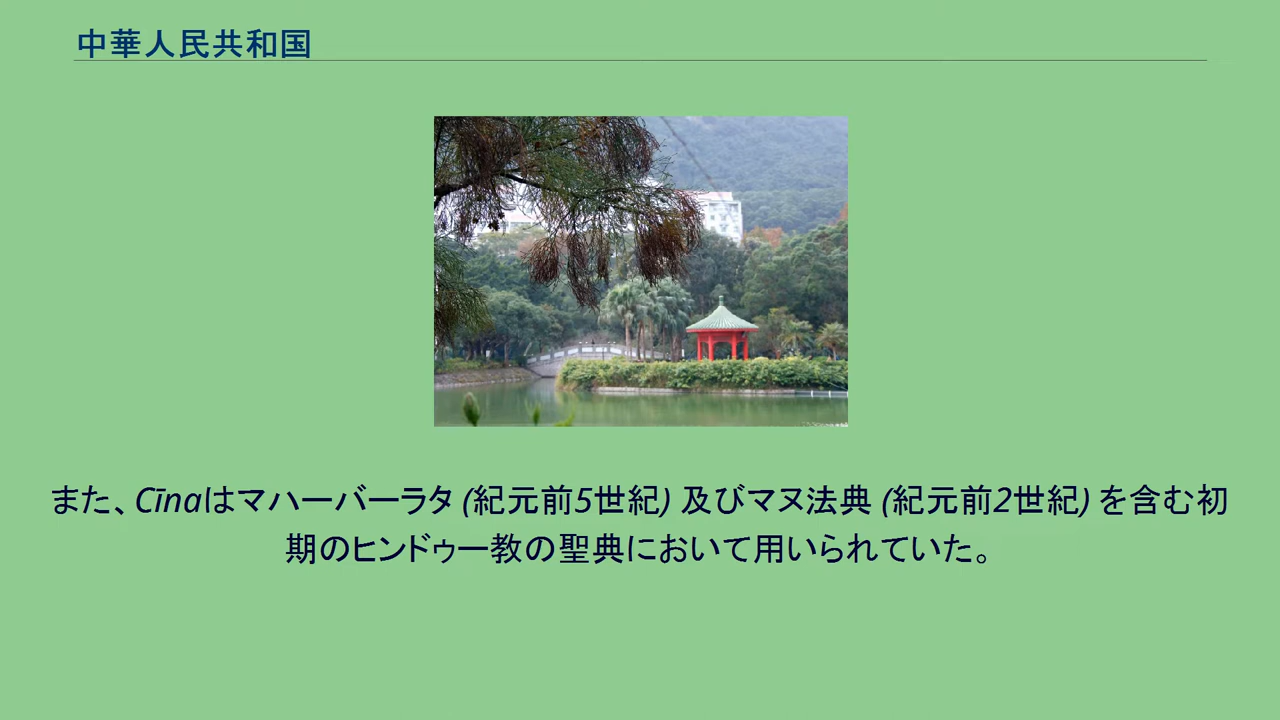 中華人民共和国
また、Cīnaはマハーバーラタ (紀元前5世紀) 及びマヌ法典 (紀元前2世紀) を含む初
期のヒンドゥー教の聖典において用いられていた。